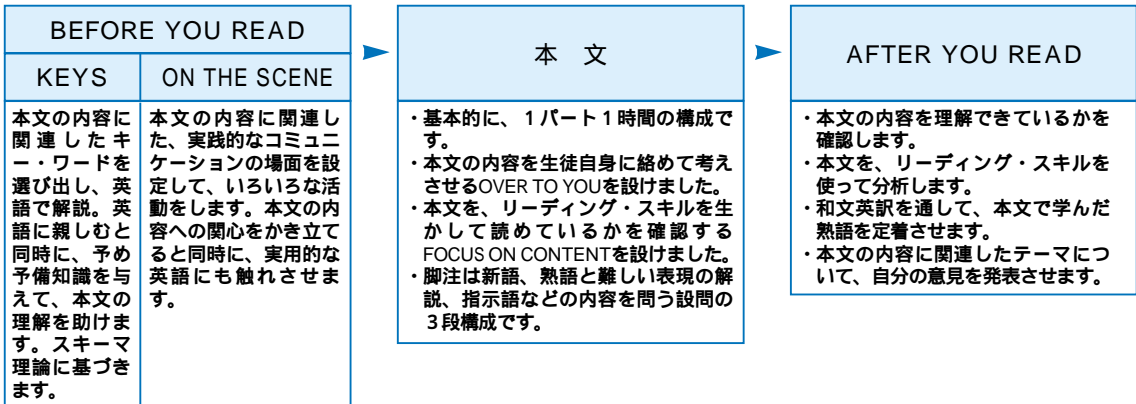 BEFORE YOU READ
KEYS
本文の内容に
関連したキ
ー・ワードを
選び出し、英
語で解説。英
語に親しむと
同時に、予め
予備知識を与
えて、本文の
理解を助けま
す。スキーマ
理論に基づき
ます。
ON THE SCENE
本文の内容に関連し
た、実践的なコミュニ
ケーションの場面を設
定して、いろいろな活
動をします。本文の内
容への関心をかき立て
ると同時に、実用的な
英語にも触れさせま
す。
本 文
・基本的に、1パート1時間の構成で
す。
・本文の内容を生徒自身に絡めて考え
させるOVER TO YOUを設けました。
・本文を、リーディング・スキルを生
かして読めているかを確認する
FOCUS ON CONTENTを設けました。
・脚注は新語、熟語と難しい表現の解
説、指示語などの内容を問う設問の
3段構成です。
AFTER YOU READ
・本文の内容を理解できているかを
確認します。
・本文を、リーディング・スキルを
使って分析します。
・和文英訳を通して、本文で学んだ
熟語を定着させます。
・本文の内容に関連したテーマにつ
いて、自分の意見を発表させます。